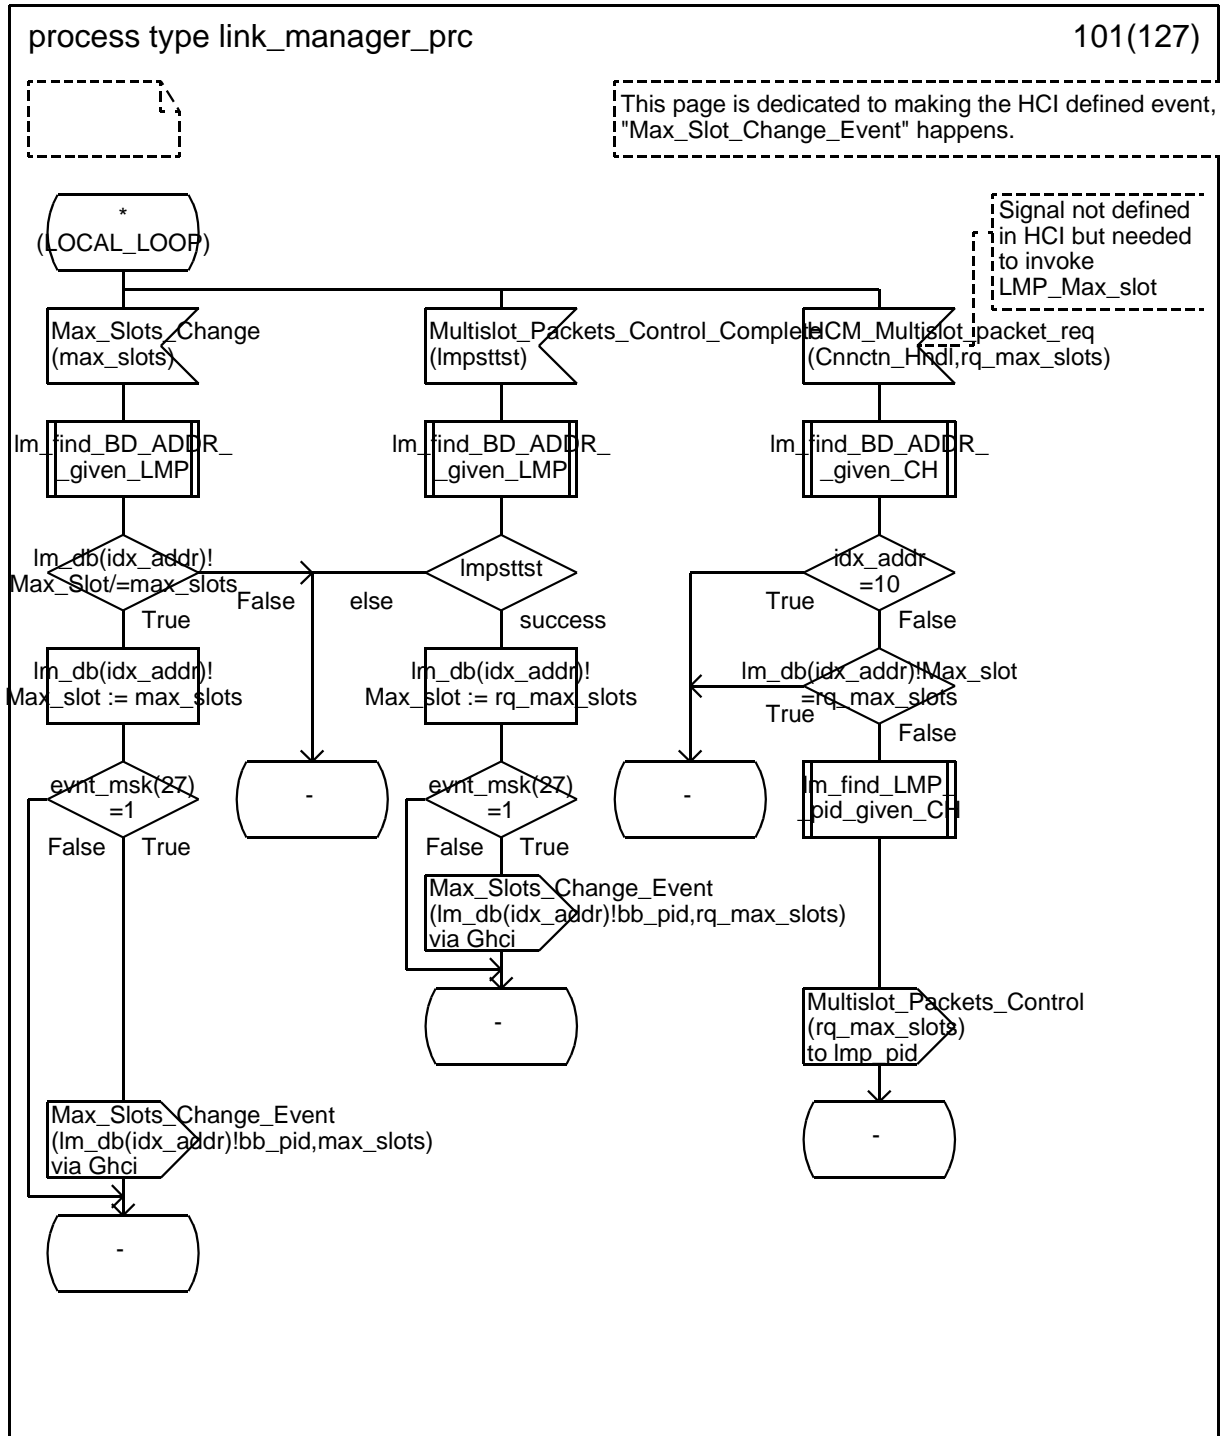 process type link_manager_prc
101(127)
This page is dedicated to making the HCI defined event,
"Max_Slot_Change_Event" happens.
Signal not defined
in HCI but needed
to invoke
LMP_Max_slot
*
(LOCAL_LOOP)
Max_Slots_Change
(max_slots)
Multislot_Packets_Control_Complete
(lmpsttst)
HCM_Multislot_packet_req
(Cnnctn_Hndl,rq_max_slots)
lm_find_BD_ADDR_
_given_LMP
lm_find_BD_ADDR_
_given_LMP
lm_find_BD_ADDR_
_given_CH
lm_db(idx_addr)!
Max_Slot/=max_slots
False
True
lmpsttst
else
success
idx_addr
=10
True
False
lm_db(idx_addr)!
Max_slot := max_slots
lm_db(idx_addr)!
Max_slot := rq_max_slots
lm_db(idx_addr)!Max_slot
=rq_max_slots
True
False
evnt_msk(27)
=1
False
True
-
evnt_msk(27)
=1
False
True
-
lm_find_LMP_
_pid_given_CH
Max_Slots_Change_Event
(lm_db(idx_addr)!bb_pid,rq_max_slots)
via Ghci
-
Multislot_Packets_Control
(rq_max_slots)
to lmp_pid
-
Max_Slots_Change_Event
(lm_db(idx_addr)!bb_pid,max_slots)
via Ghci
-